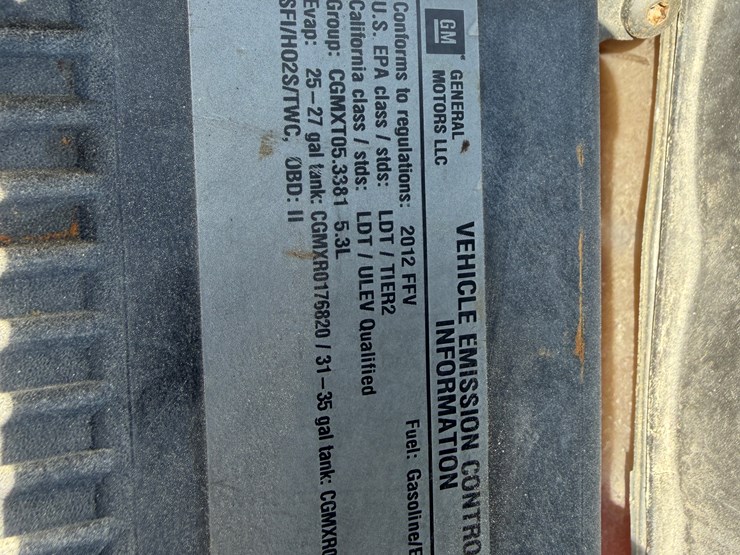 GM
GENERAL
MOTORS LLC
VEHICLE EMISSION CONTRO
INFORMATION
Conforms to regulations: 2012 FFV Fuel: Gasoline/E
U.S. EPA class / stds: LDT / TIER2
California class / stds: LDT / ULEV Qualified
Group: CGMXT05.3381 5.3L
Evap: 25–27 gal tank: CGMXR0176820 / 31–35 gal tank: CGMXR0
SFI/HO2S/TWC, OBD: II